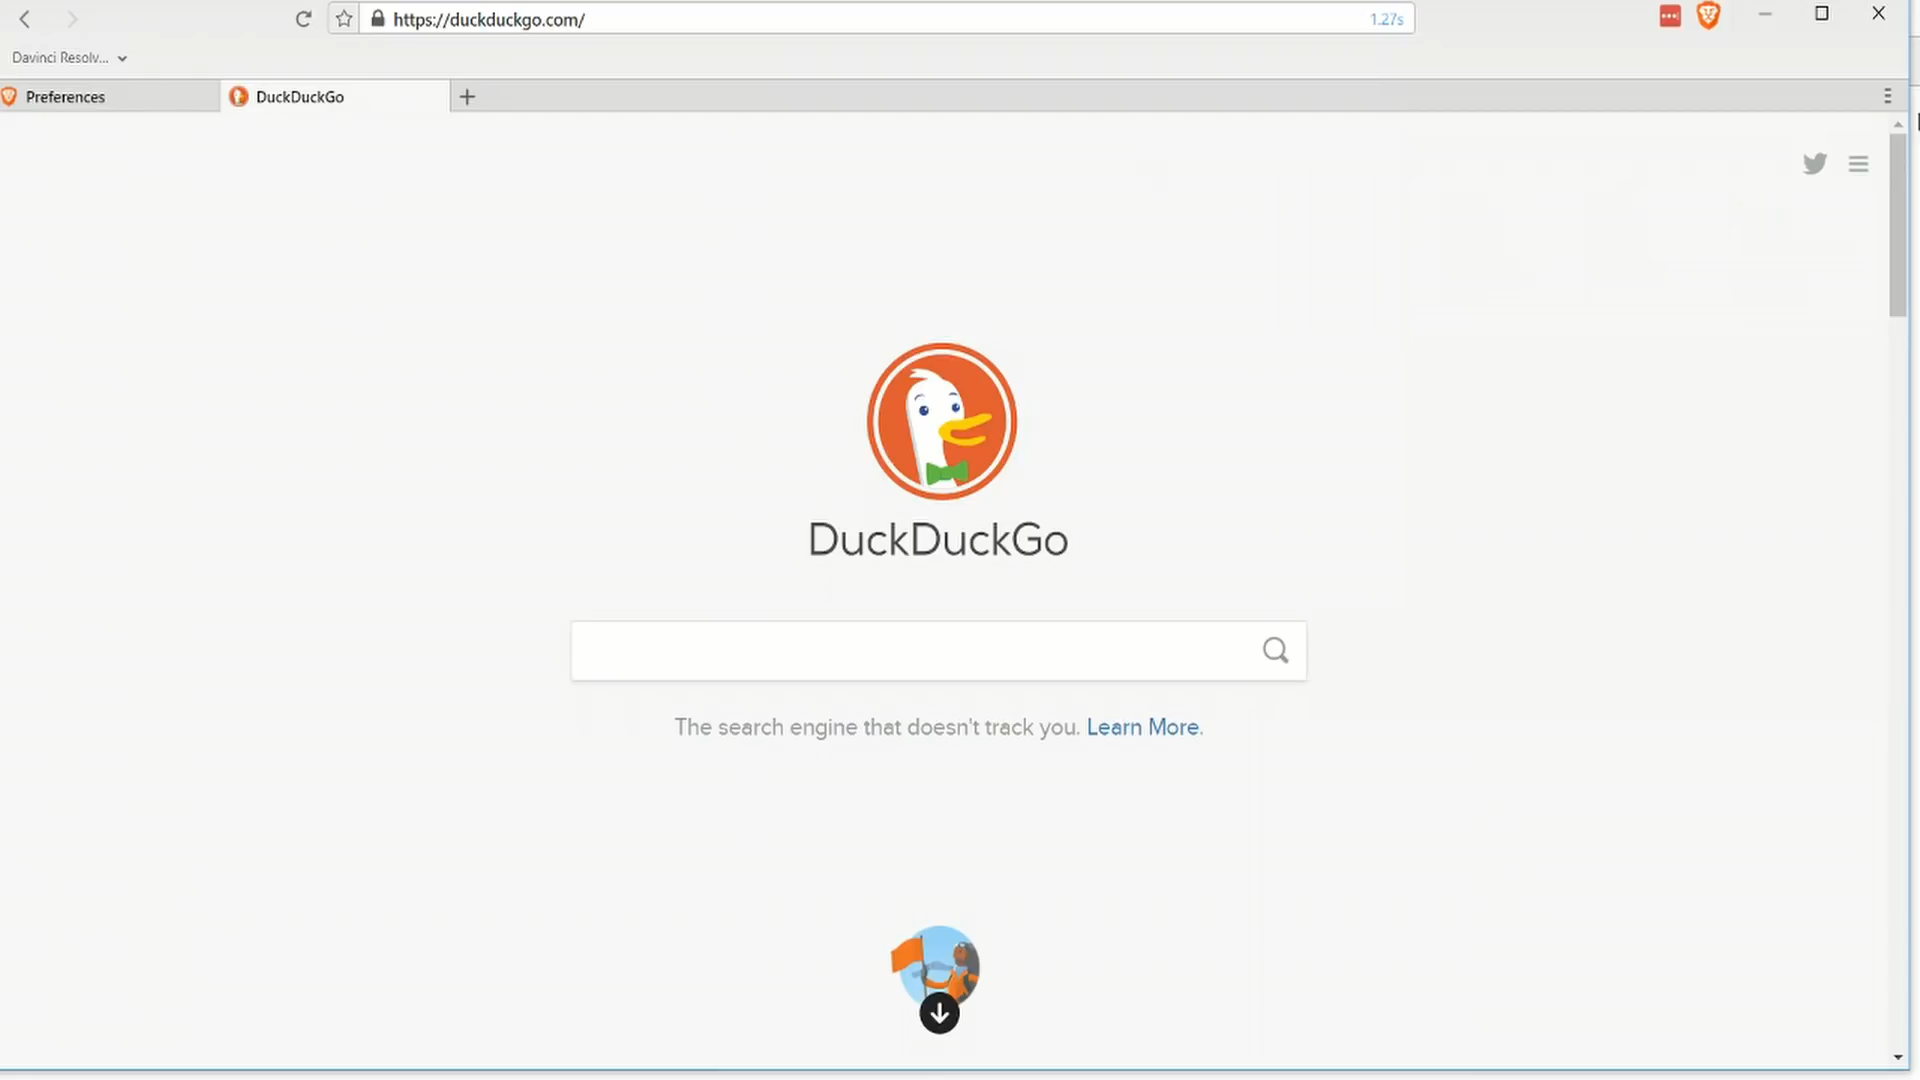 https://duckduckgo.com/
1.27s
Davinci Resolv...
Preferences
DuckDuckGo
DuckDuckGo
The search engine that doesn't track you. Learn More.